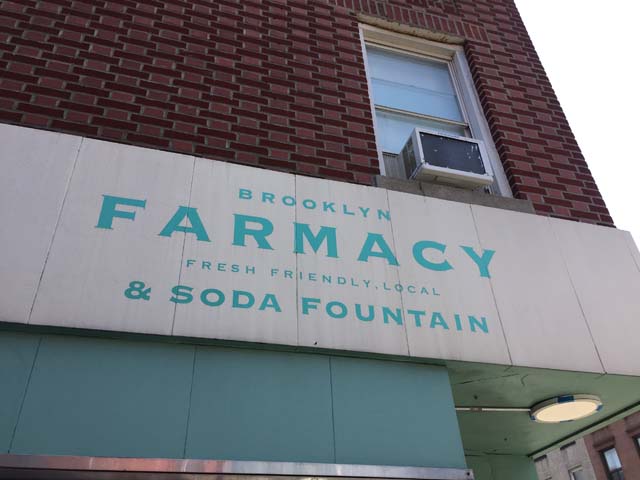 BROOKLYN
FARMACY
FRESH FRIENDLY, LOCAL
& SODA FOUNTAIN